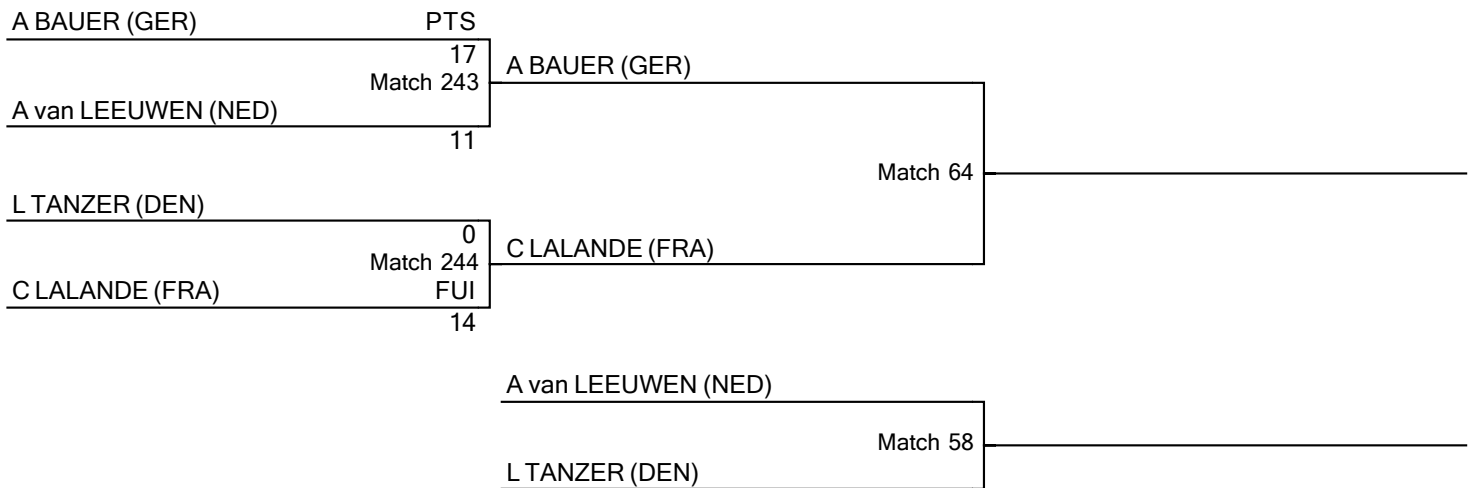 A BAUER (GER) PTS
17
Match 243
A BAUER (GER)
A van LEEUWEN (NED)
11
Match 64
L TANZER (DEN)
0
Match 244
C LALANDE (FRA)
C LALANDE (FRA) FUI
14
A van LEEUWEN (NED)
Match 58
L TANZER (DEN)